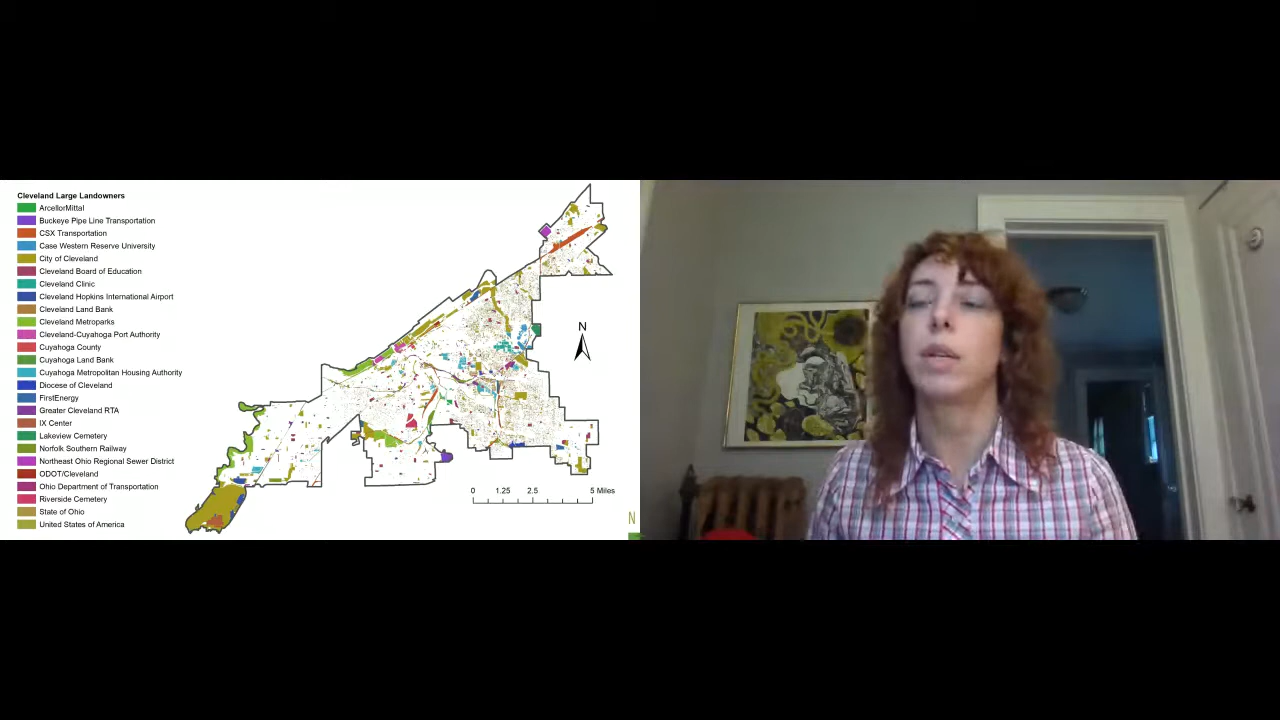 Cleveland Large Landowners
ArcellorMittal
Buckeye Pipe Line Transportation
CSX Transportation
Case Western Reserve University
City of Cleveland
Cleveland Board of Education
Cleveland Clinic
Cleveland Hopkins International Airport
Cleveland Land Bank
Cleveland Metroparks
Cleveland-Cuyahoga Port Authority
Cuyahoga County
Cuyahoga Land Bank
Cuyahoga Metropolitan Housing Authority
Diocese of Cleveland
FirstEnergy
Greater Cleveland RTA
IX Center
Lakeview Cemetery
Norfolk Southern Railway
Northeast Ohio Regional Sewer District
ODOT/Cleveland
Ohio Department of Transportation
Riverside Cemetery
State of Ohio
United States of America
N
0 1.25 2.5 5 Miles
N